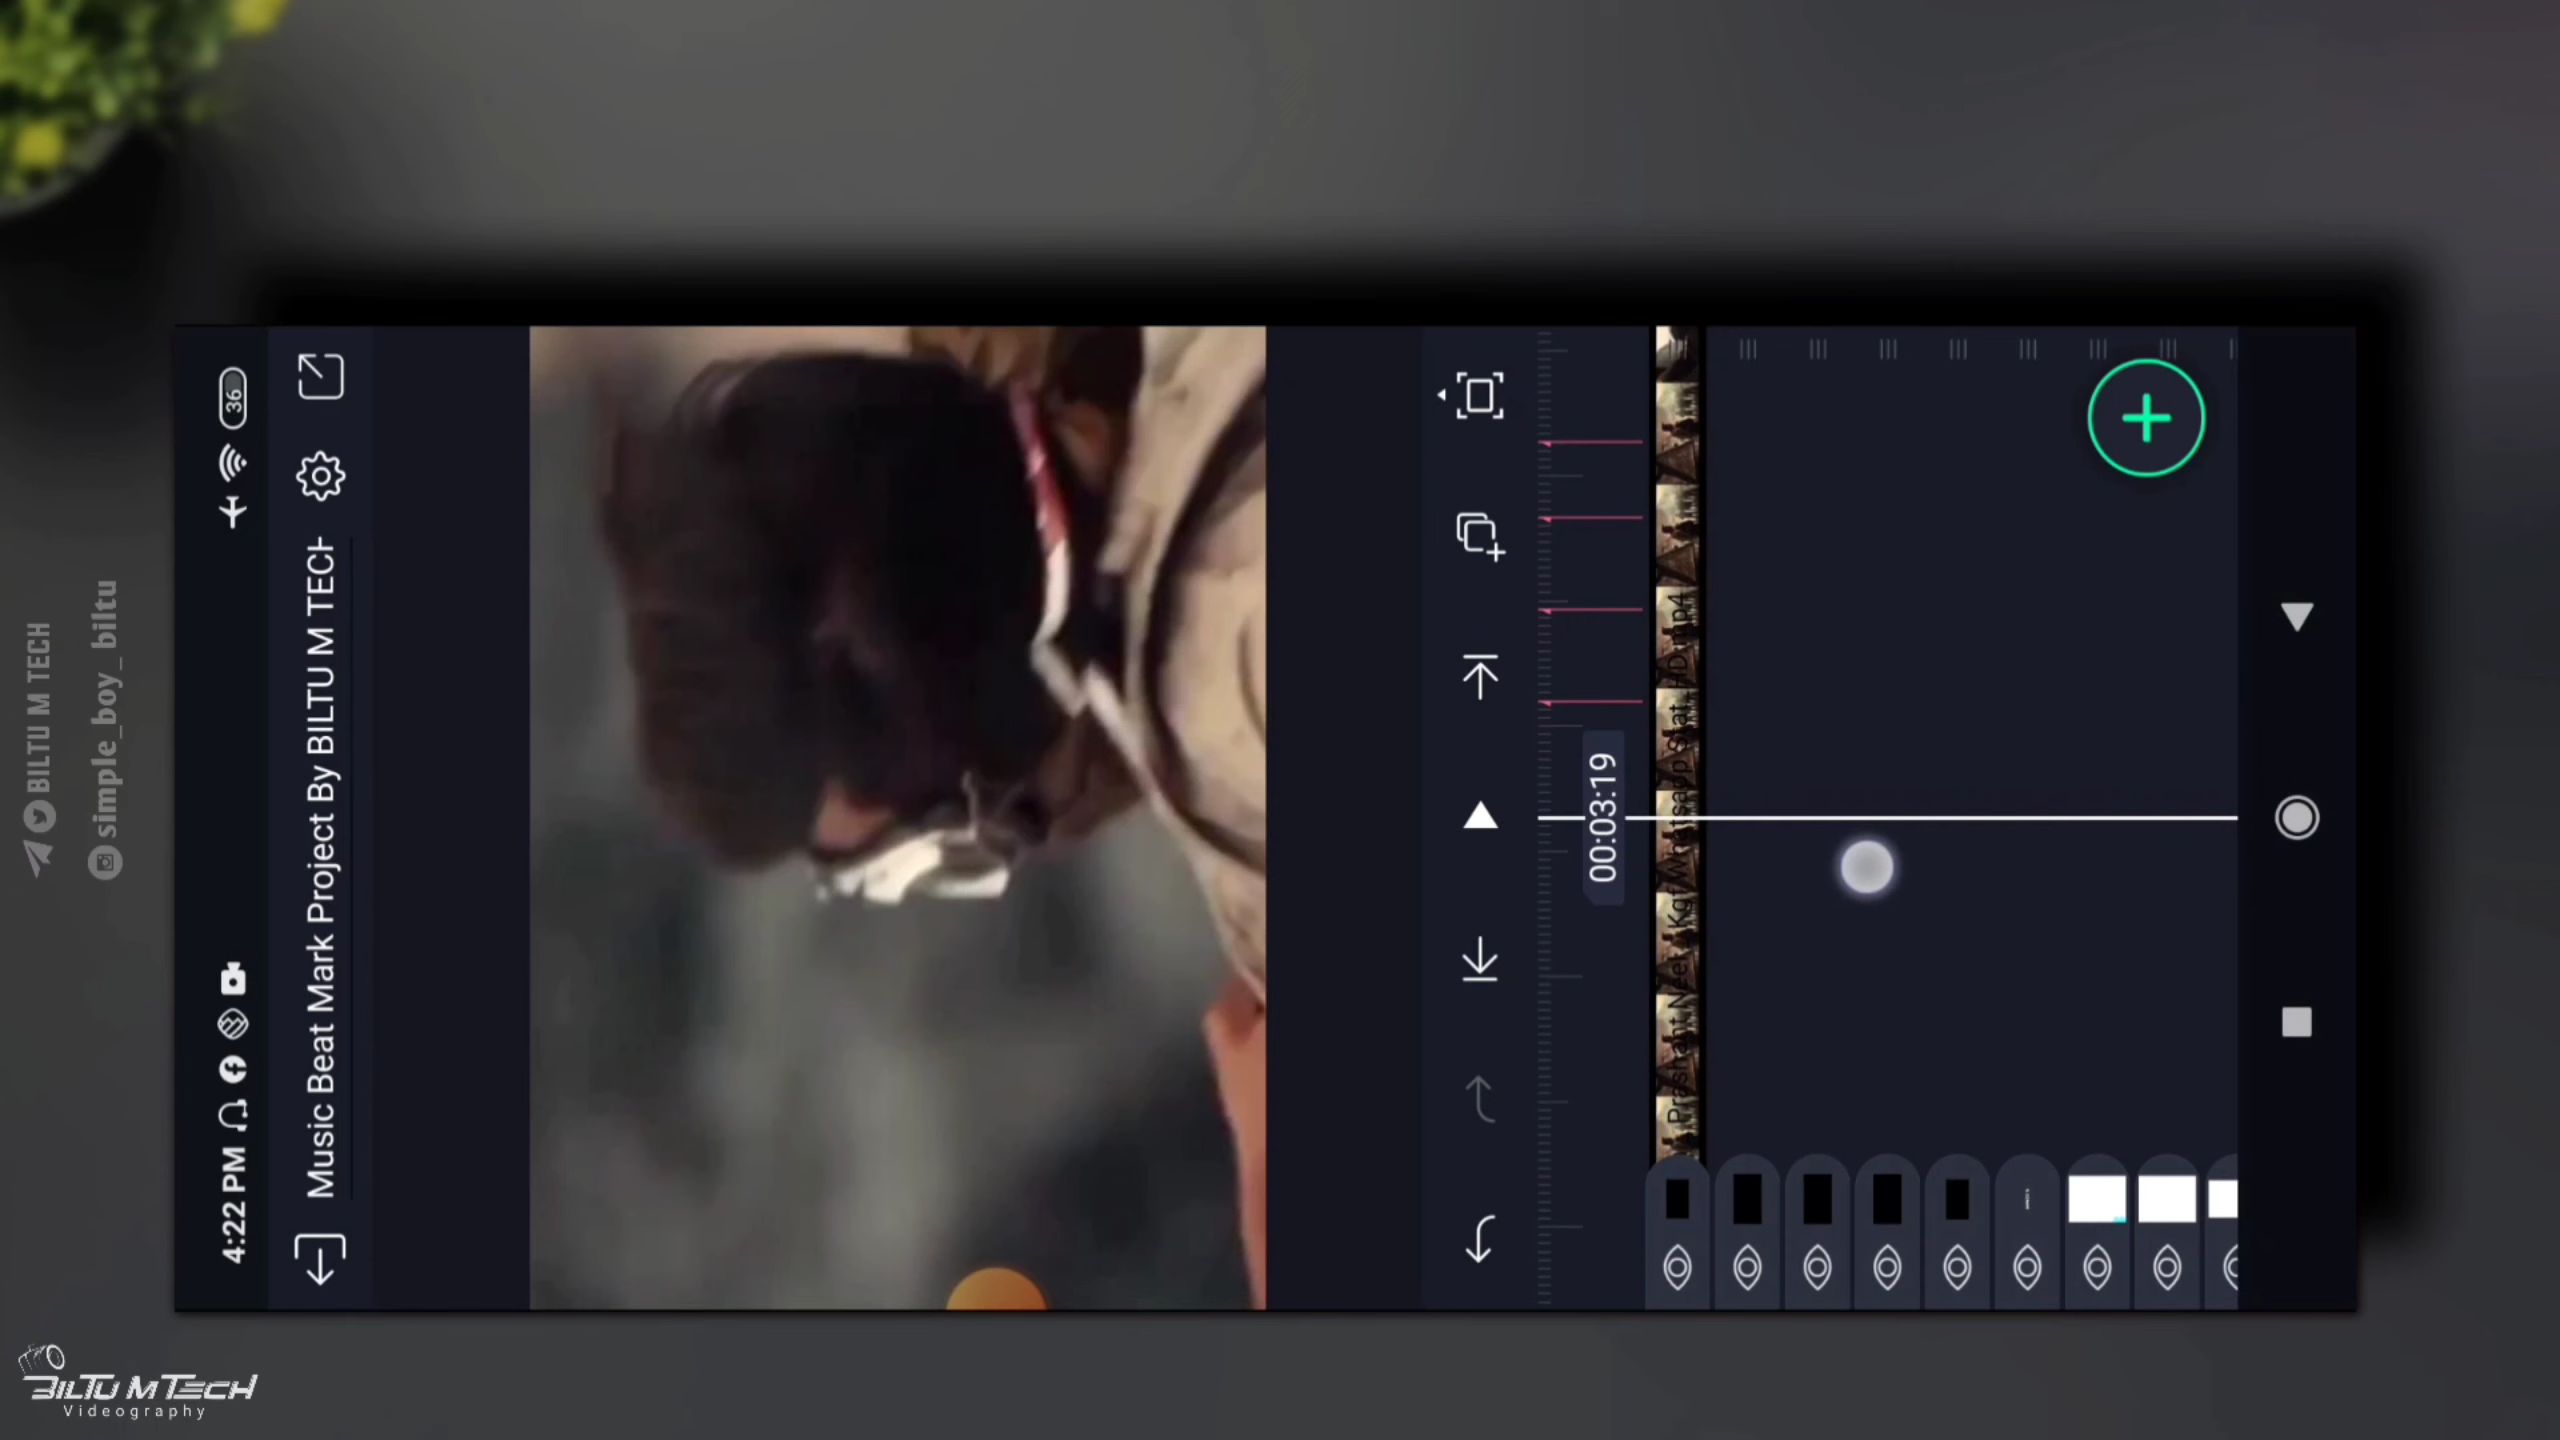 4:22 PM
36
Music Beat Mark Project By BILTU M TECH
00:03:19
BILTU M TECH
simple_boy_biltu
BILTU M TECH
Videography